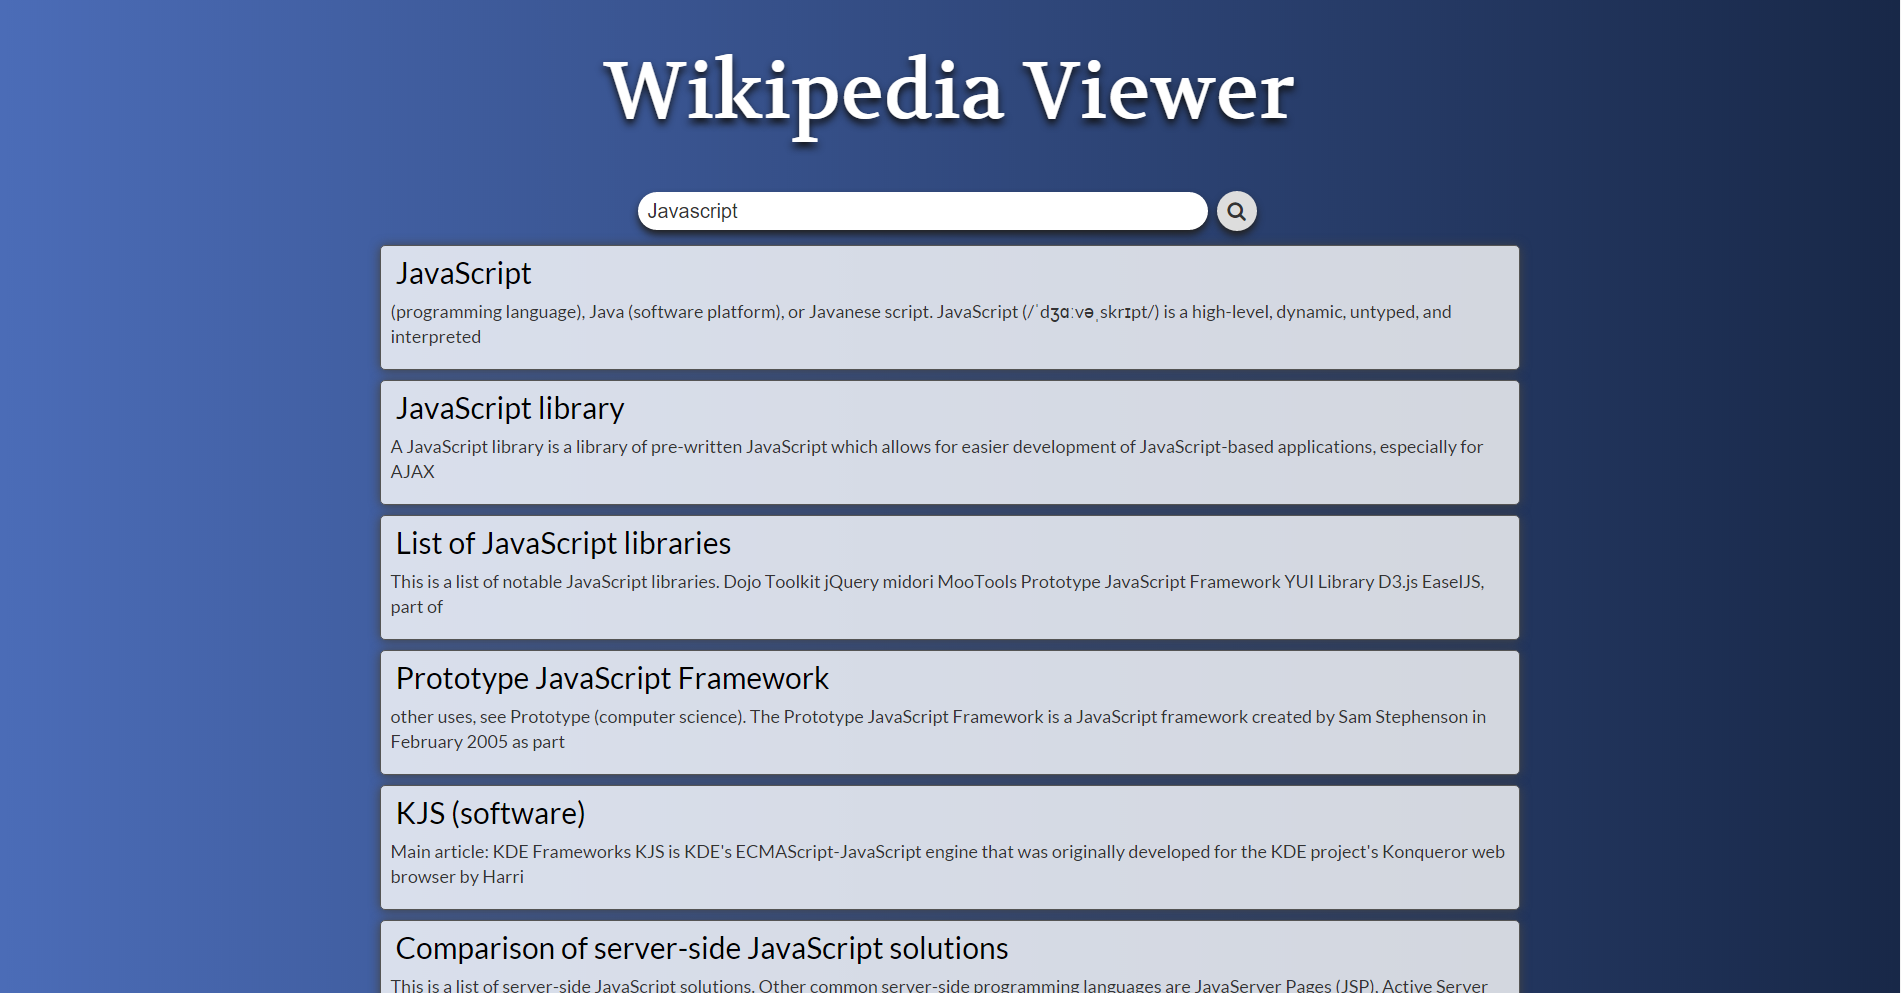 Wikipedia Viewer
Javascript
JavaScript
(programming language), Java (software platform), or Javanese script. JavaScript (/ˈdʒɑːvəˌskrɪpt/) is a high-level, dynamic, untyped, and
interpreted
JavaScript library
A JavaScript library is a library of pre-written JavaScript which allows for easier development of JavaScript-based applications, especially for
AJAX
List of JavaScript libraries
This is a list of notable JavaScript libraries. Dojo Toolkit jQuery midori MooTools Prototype JavaScript Framework YUI Library D3.js EaselJS,
part of
Prototype JavaScript Framework
other uses, see Prototype (computer science). The Prototype JavaScript Framework is a JavaScript framework created by Sam Stephenson in
February 2005 as part
KJS (software)
Main article: KDE Frameworks KJS is KDE's ECMAScript-JavaScript engine that was originally developed for the KDE project's Konqueror web
browser by Harri
Comparison of server-side JavaScript solutions
This is a list of server-side JavaScript solutions. Other common server-side programming languages are JavaServer Pages (JSP), Active Server